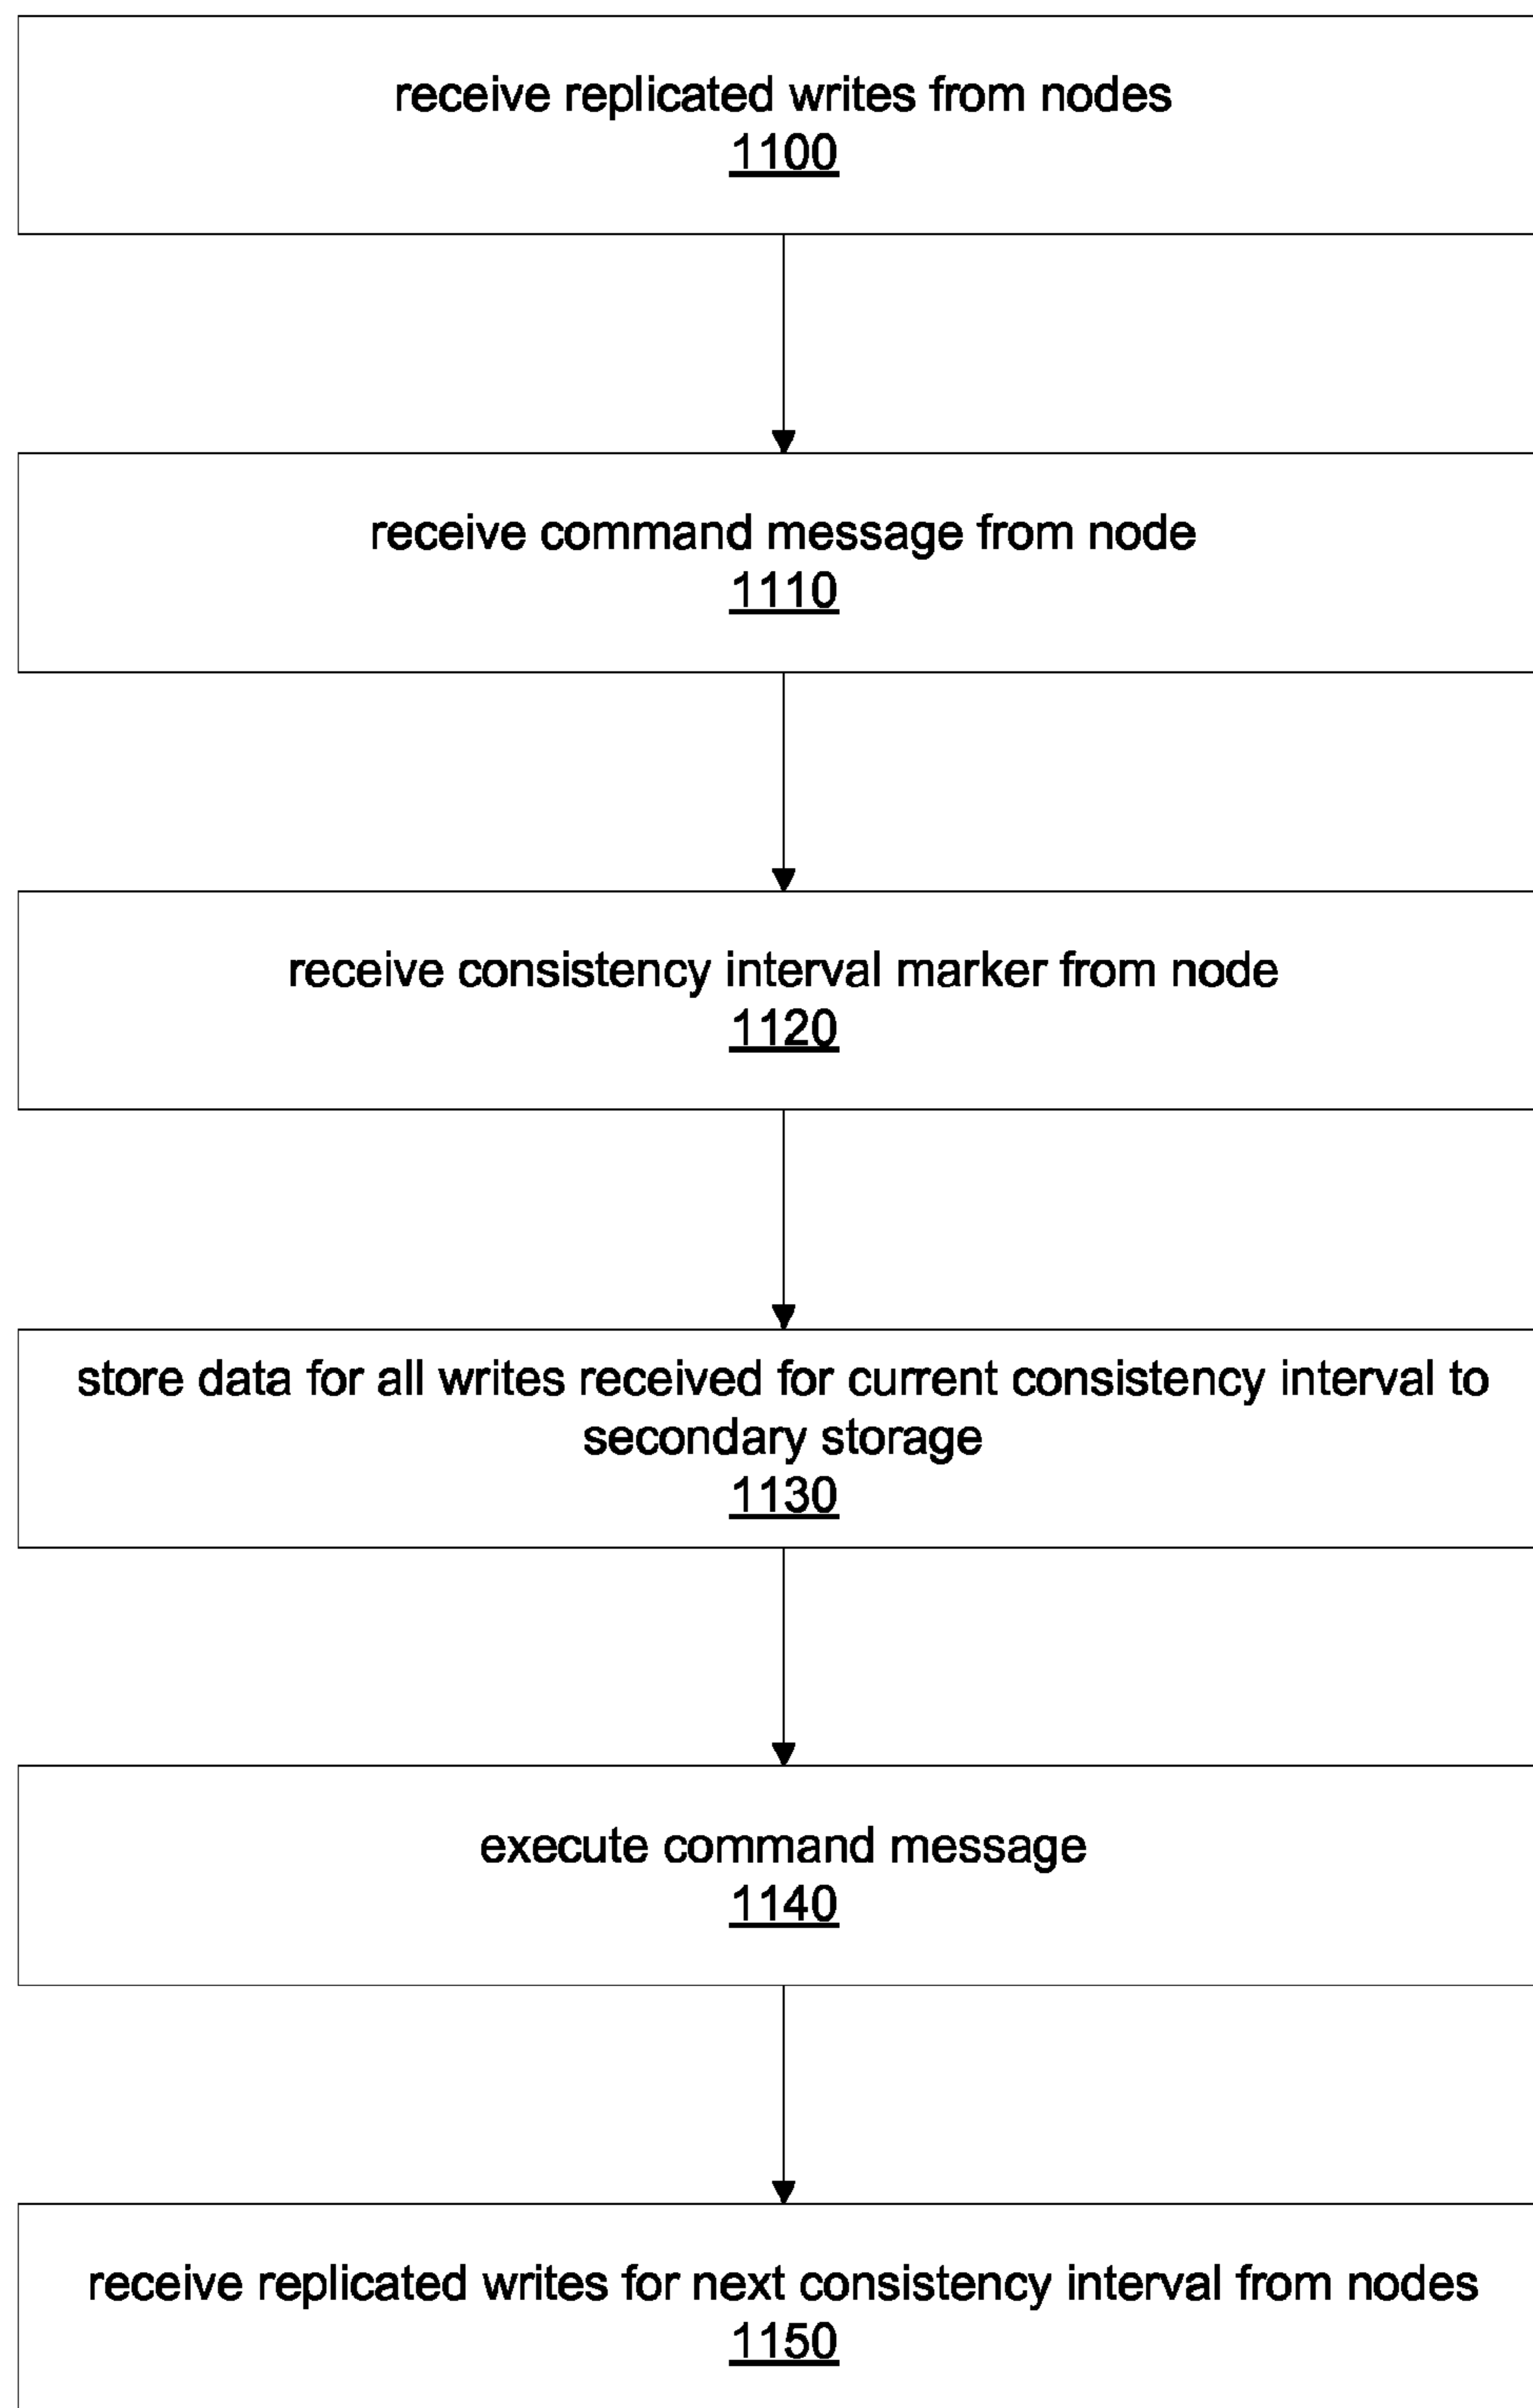 receive replicated writes from nodes
1100
receive command message from node
1110
receive consistency interval marker from node
1120
store data for all writes received for current consistency interval to
secondary storage
1130
execute command message
1140
receive replicated writes for next consistency interval from nodes
1150